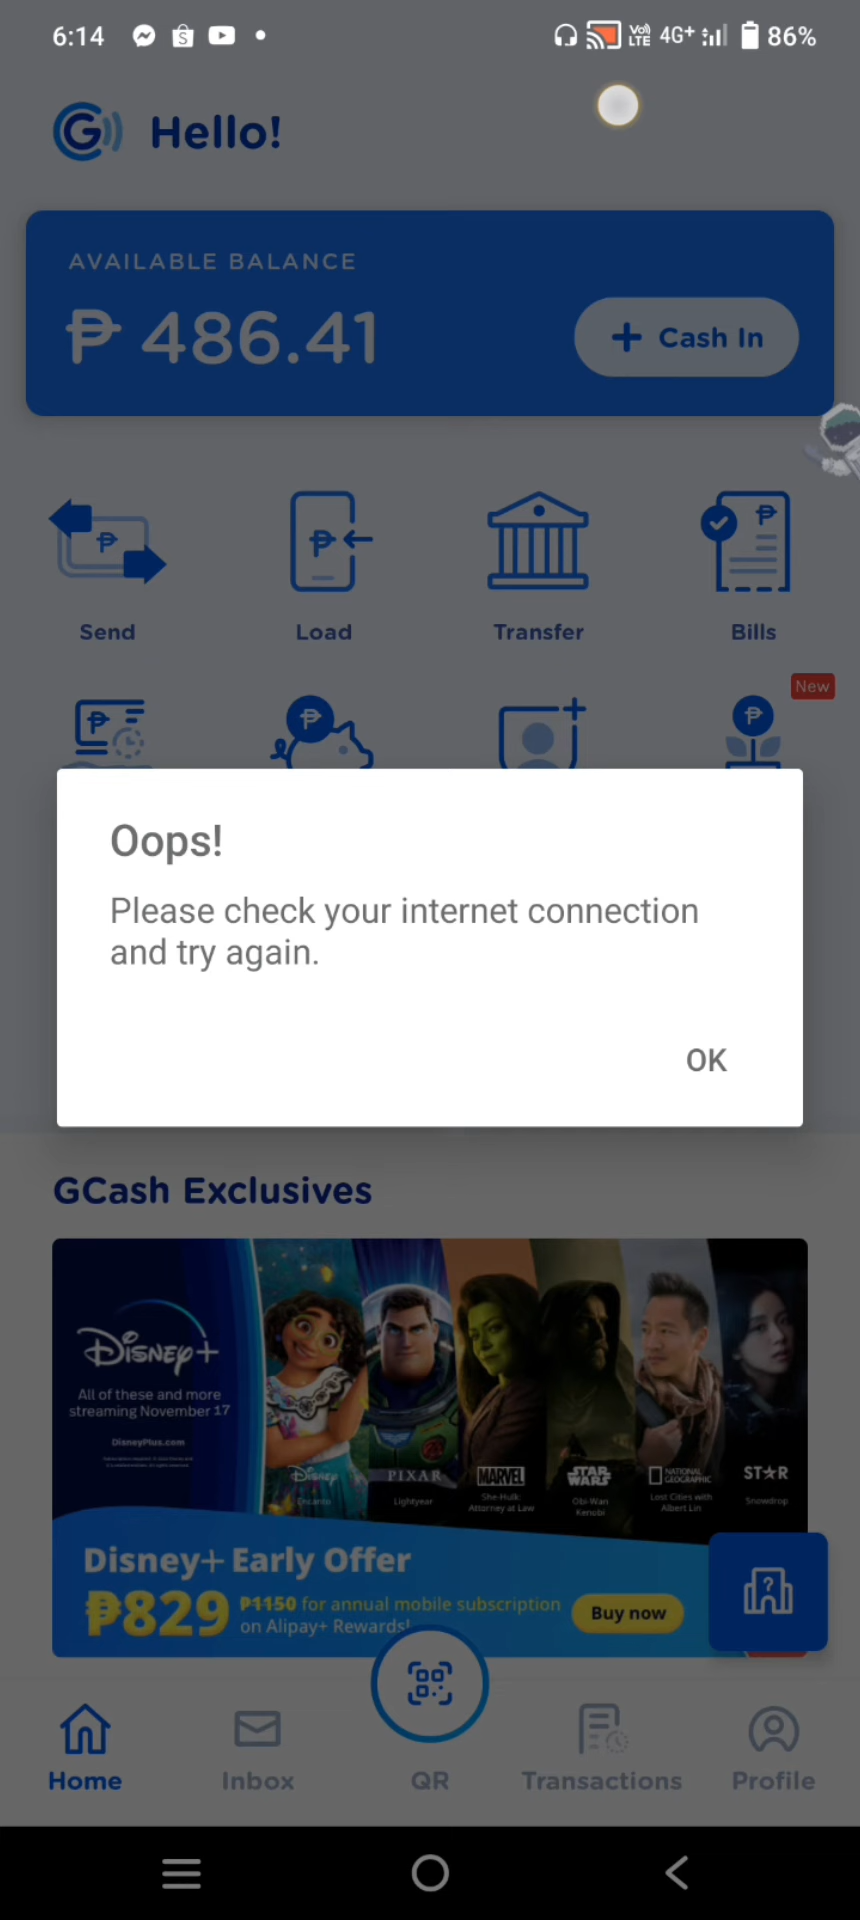 6:14
Vo) LTE 4G+ 86%
Hello!
AVAILABLE BALANCE
₱ 486.41
+ Cash In
Send
Load
Transfer
Bills
New
Oops!
Please check your internet connection
and try again.
OK
GCash Exclusives
Disney+
All of these and more
streaming November 17
DisneyPlus.com
Disney
Encanto
PIXAR
Lightyear
MARVEL
She-Hulk:
Attorney at Law
STAR
WARS
Obi-Wan
Kenobi
NATIONAL
GEOGRAPHIC
Lost Cities with
Albert Lin
ST★R
Snowdrop
Disney+ Early Offer
₱829
₱1150 for annual mobile subscription
on Alipay+ Rewards!
Buy now
Home
Inbox
QR
Transactions
Profile